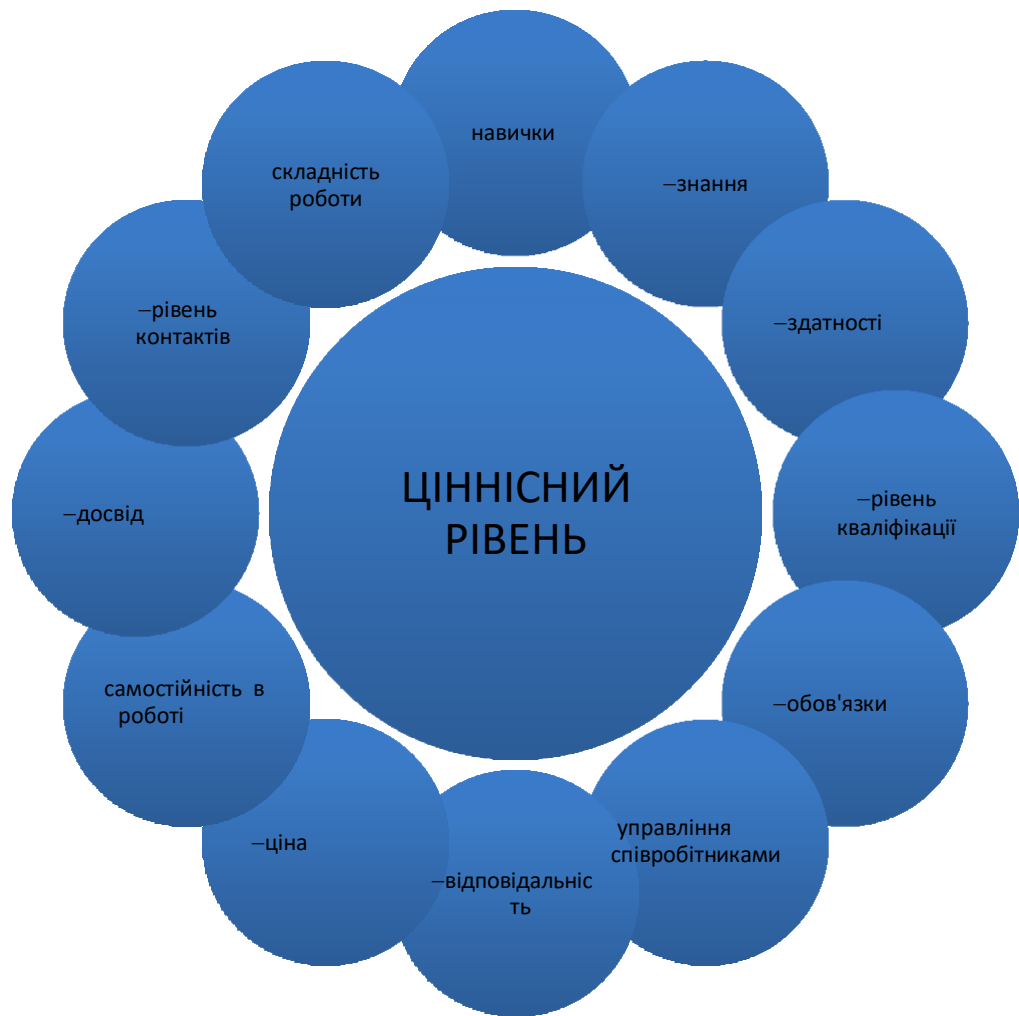 навички
–знання
–здатності
–рівень
кваліфікації
–обов'язки
управління
співробітниками
–відповідальніс
ть
–ціна
самостійність в
роботі
–досвід
–рівень
контактів
складність
роботи
ЦІННІСНИЙ
РІВЕНЬ